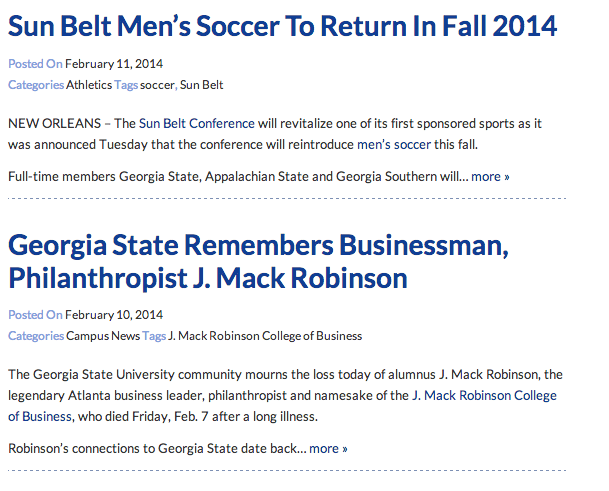 Sun Belt Men’s Soccer To Return In Fall 2014
Posted On February 11, 2014
Categories Athletics Tags soccer, Sun Belt
NEW ORLEANS – The Sun Belt Conference will revitalize one of its first sponsored sports as it
was announced Tuesday that the conference will reintroduce men’s soccer this fall.
Full-time members Georgia State, Appalachian State and Georgia Southern will... more »
Georgia State Remembers Businessman,
Philanthropist J. Mack Robinson
Posted On February 10, 2014
Categories Campus News Tags J. Mack Robinson College of Business
The Georgia State University community mourns the loss today of alumnus J. Mack Robinson, the
legendary Atlanta business leader, philanthropist and namesake of the J. Mack Robinson College
of Business, who died Friday, Feb. 7 after a long illness.
Robinson’s connections to Georgia State date back... more »